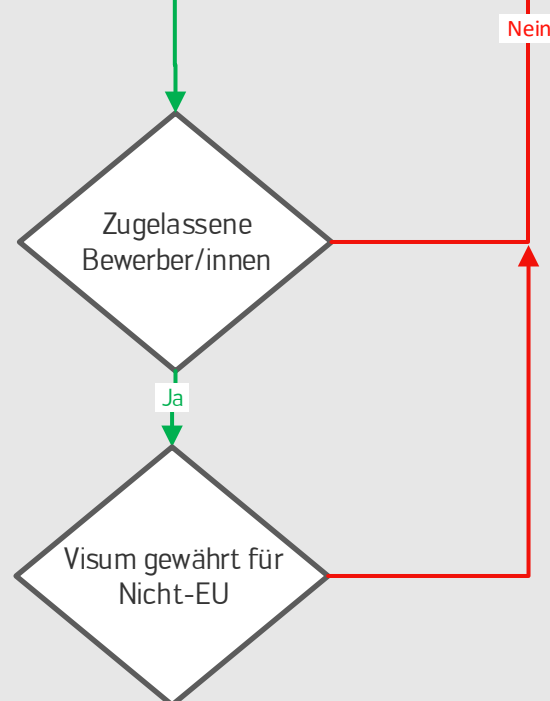 Nein
Zugelassene
Bewerber/innen
Ja
Visum gewährt für
Nicht-EU